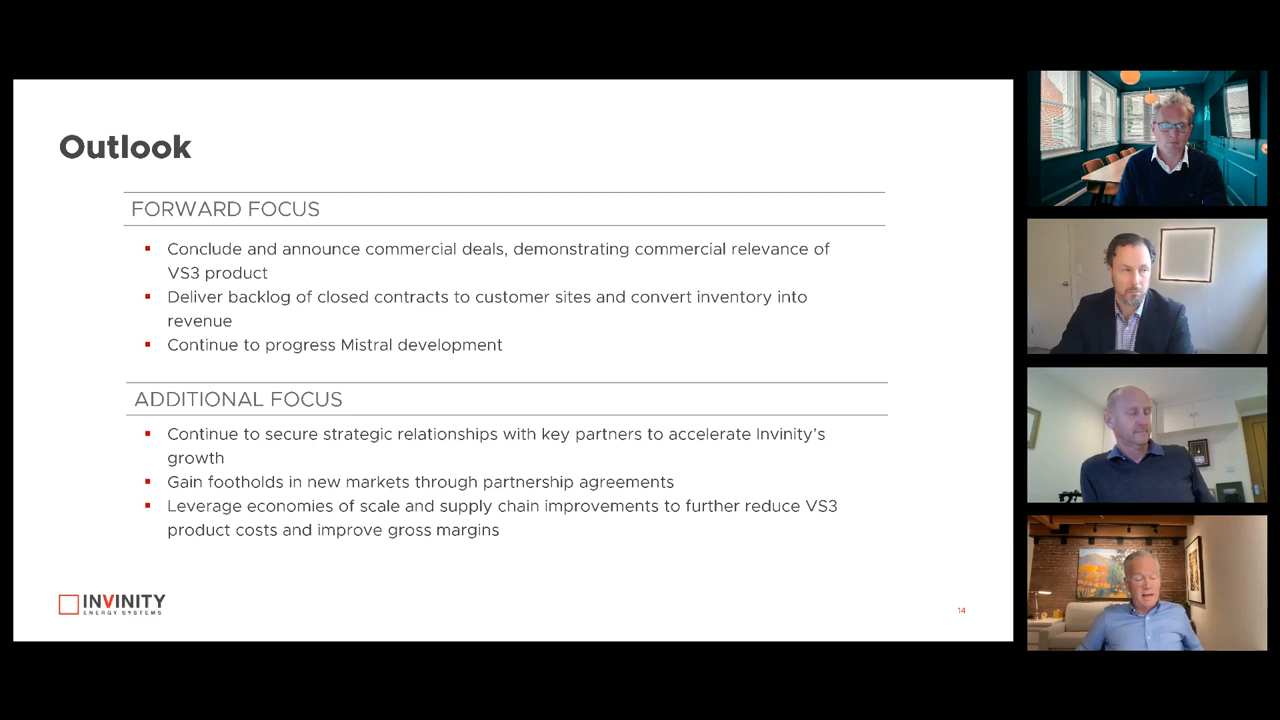 Outlook
FORWARD FOCUS
▪ Conclude and announce commercial deals, demonstrating commercial relevance of
VS3 product
▪ Deliver backlog of closed contracts to customer sites and convert inventory into
revenue
▪ Continue to progress Mistral development
ADDITIONAL FOCUS
▪ Continue to secure strategic relationships with key partners to accelerate Invinity’s
growth
▪ Gain footholds in new markets through partnership agreements
▪ Leverage economies of scale and supply chain improvements to further reduce VS3
product costs and improve gross margins
INVINITY
ENERGY SYSTEMS
14